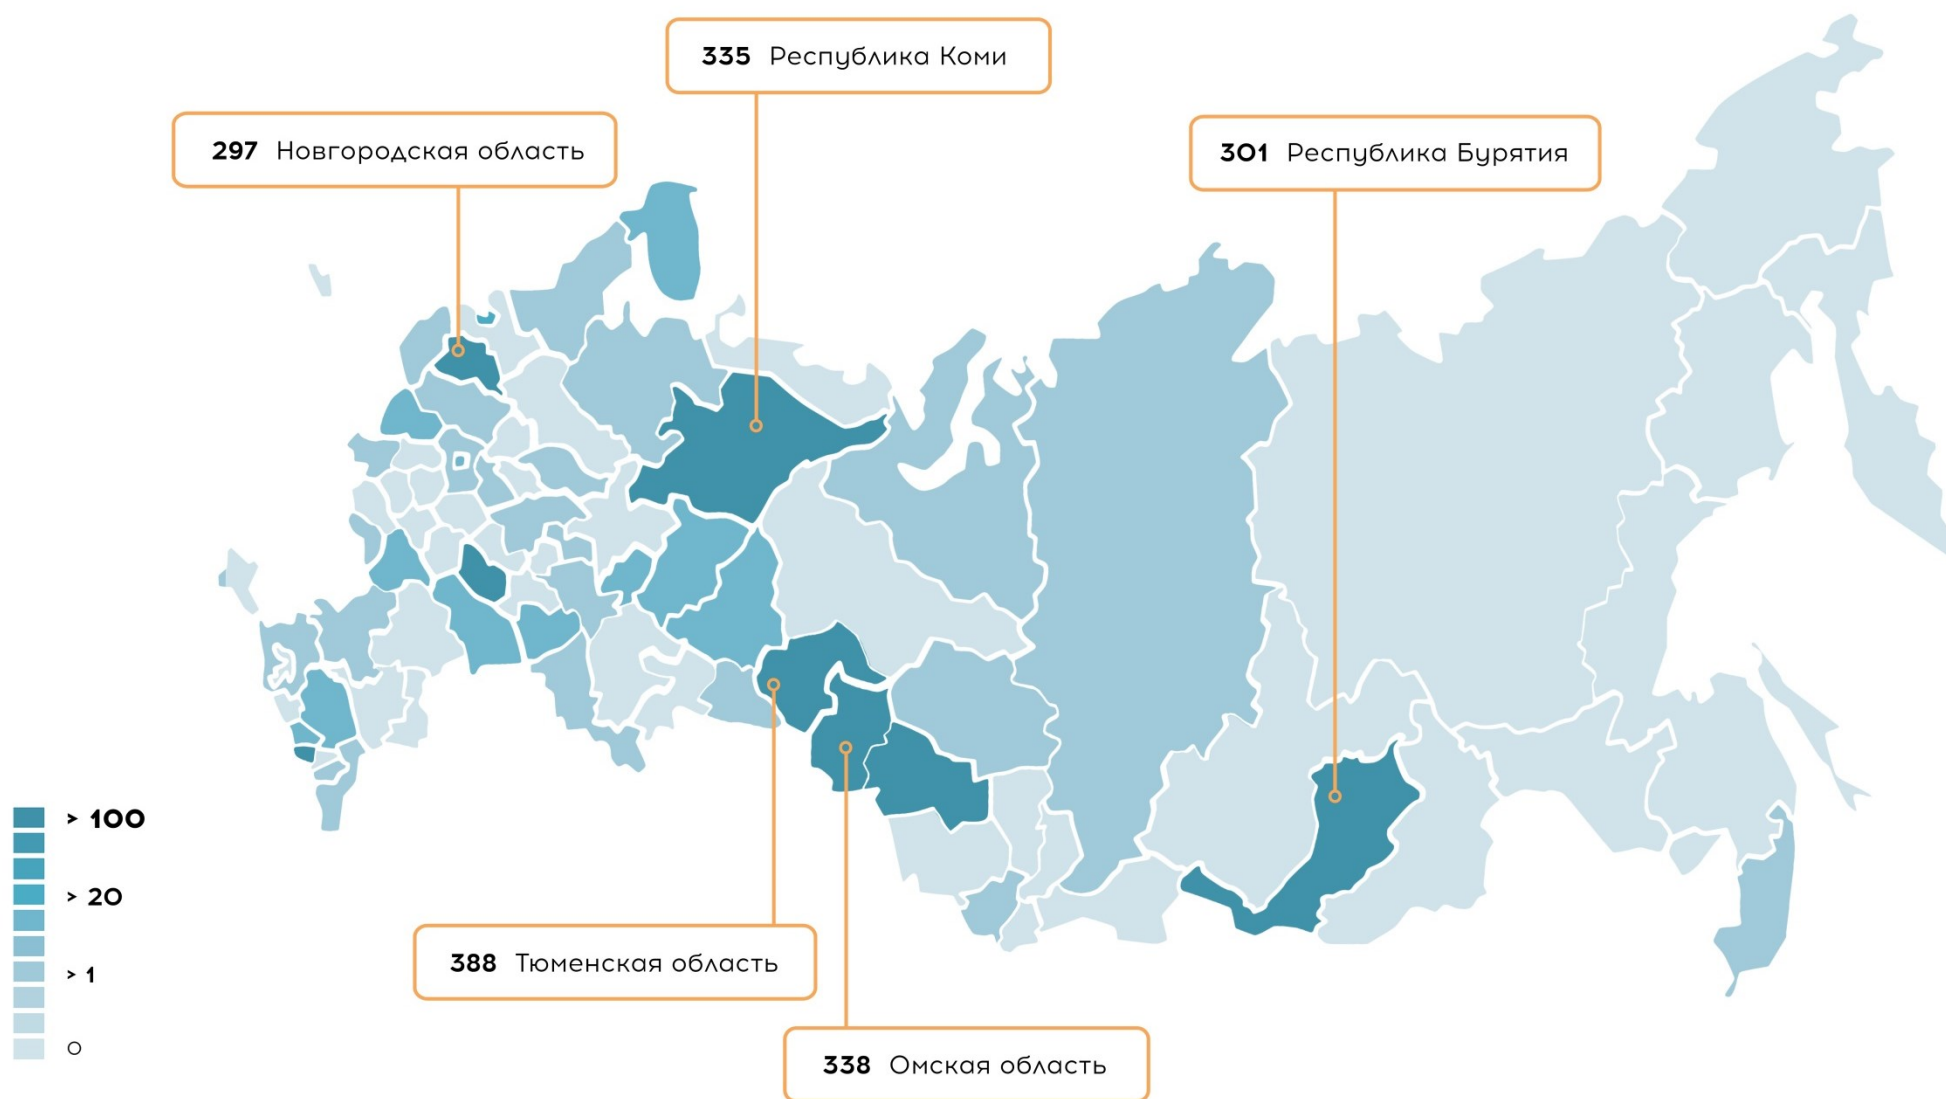 335 Республика Коми
297 Новгородская область
301 Республика Бурятия
> 100
> 20
> 1
0
388 Тюменская область
338 Омская область